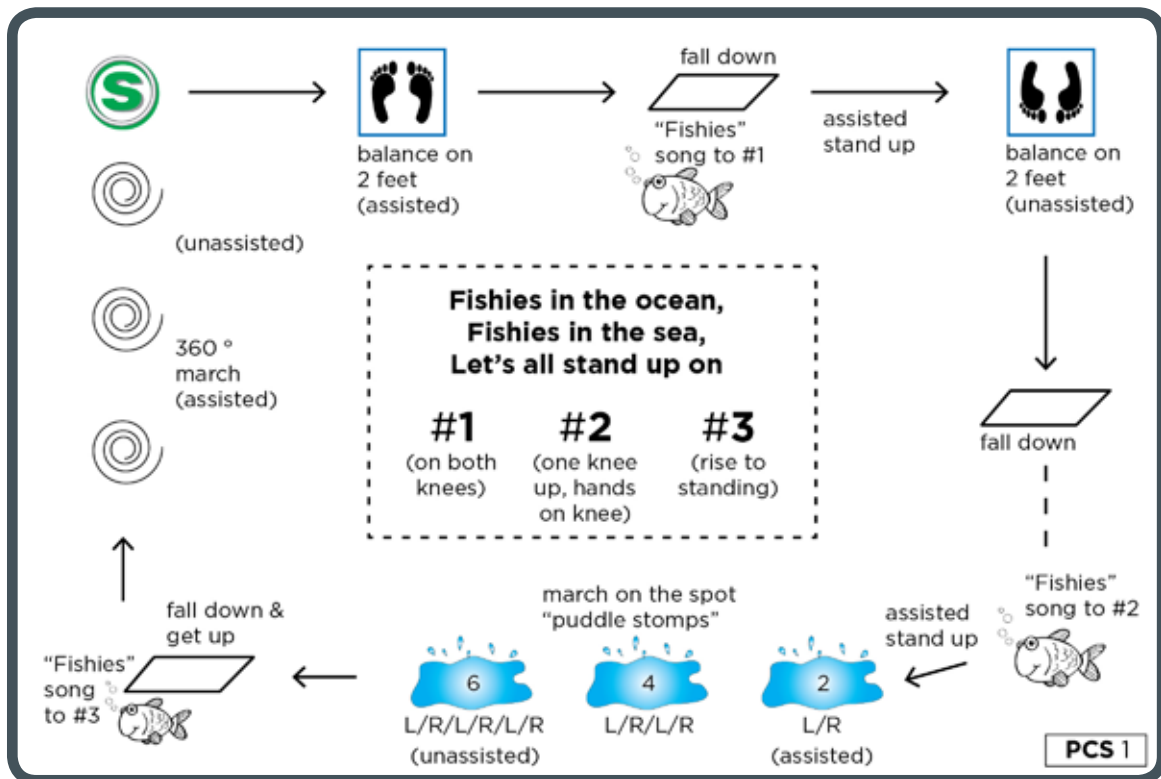 S
balance on
2 feet
(assisted)
fall down
"Fishies"
song to #1
assisted
stand up
balance on
2 feet
(unassisted)
fall down
"Fishies"
song to #2
assisted
stand up
march on the spot
"puddle stomps"
2
L/R
(assisted)
4
L/R/L/R
6
L/R/L/R/L/R
(unassisted)
fall down &
get up
"Fishies"
song
to #3
360 °
march
(assisted)
(unassisted)
Fishies in the ocean,
Fishies in the sea,
Let's all stand up on
#1
(on both
knees)
#2
(one knee
up, hands
on knee)
#3
(rise to
standing)
PCS 1